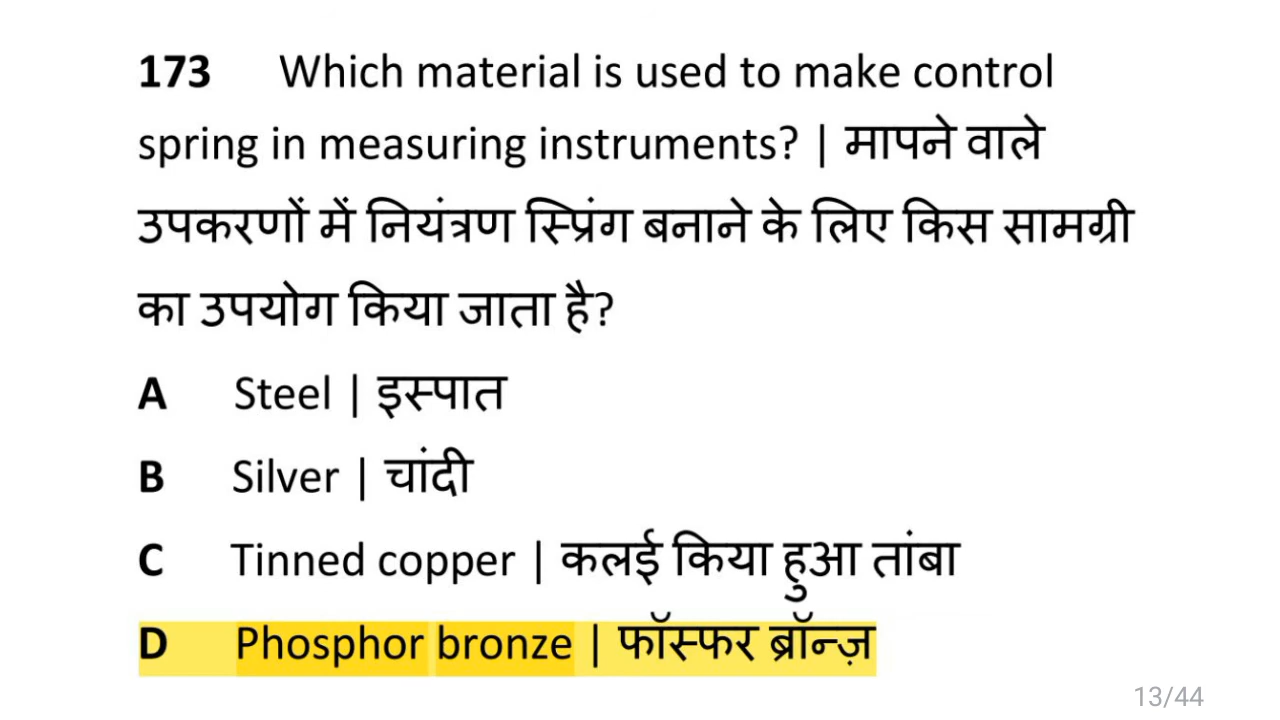 173 Which material is used to make control
spring in measuring instruments? | मापने वाले
उपकरणों में नियंत्रण स्प्रिंग बनाने के लिए किस सामग्री
का उपयोग किया जाता है?
A Steel | इस्पात
B Silver | चांदी
C Tinned copper | कलई किया हुआ तांबा
D Phosphor bronze | फॉस्फर ब्रॉन्ज़
13/44